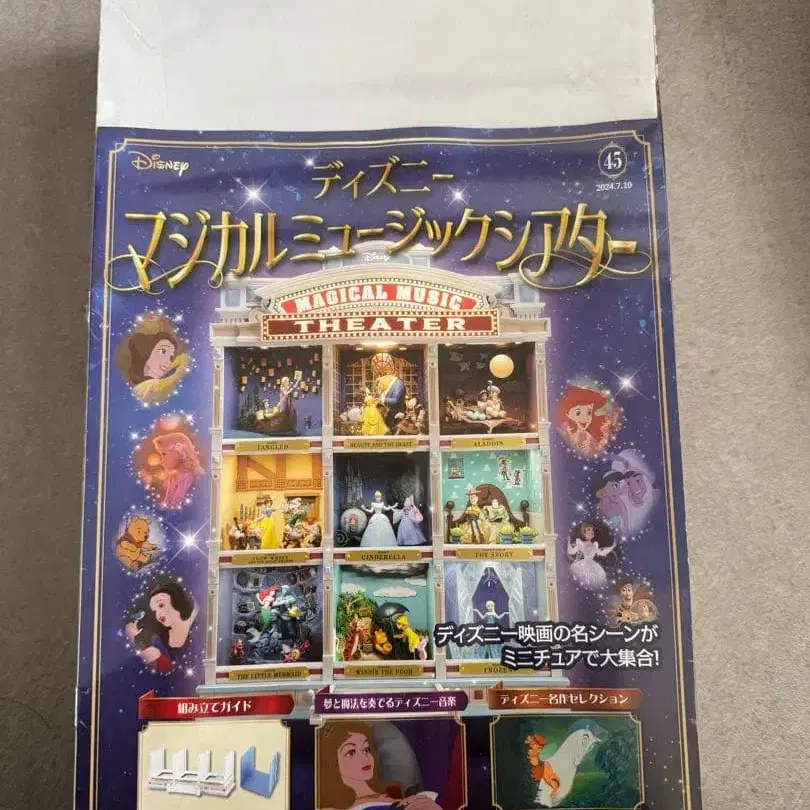 Disney
ディズニー
45
2024.7.10
マジカルミュージックシアター
Disney
MAGICAL MUSIC
THEATER
TANGLED
BEAUTY AND THE BEAST
ALADDIN
SNOW WHITE
CINDERELLA
TOY STORY
THE LITTLE MERMAID
WINNIE THE POOH
FROZEN
ディズニー映画の名シーンが
ミニチュアで大集合!
組み立てガイド
夢と魔法を奏でるディズニー音楽
ディズニー名作セレクション